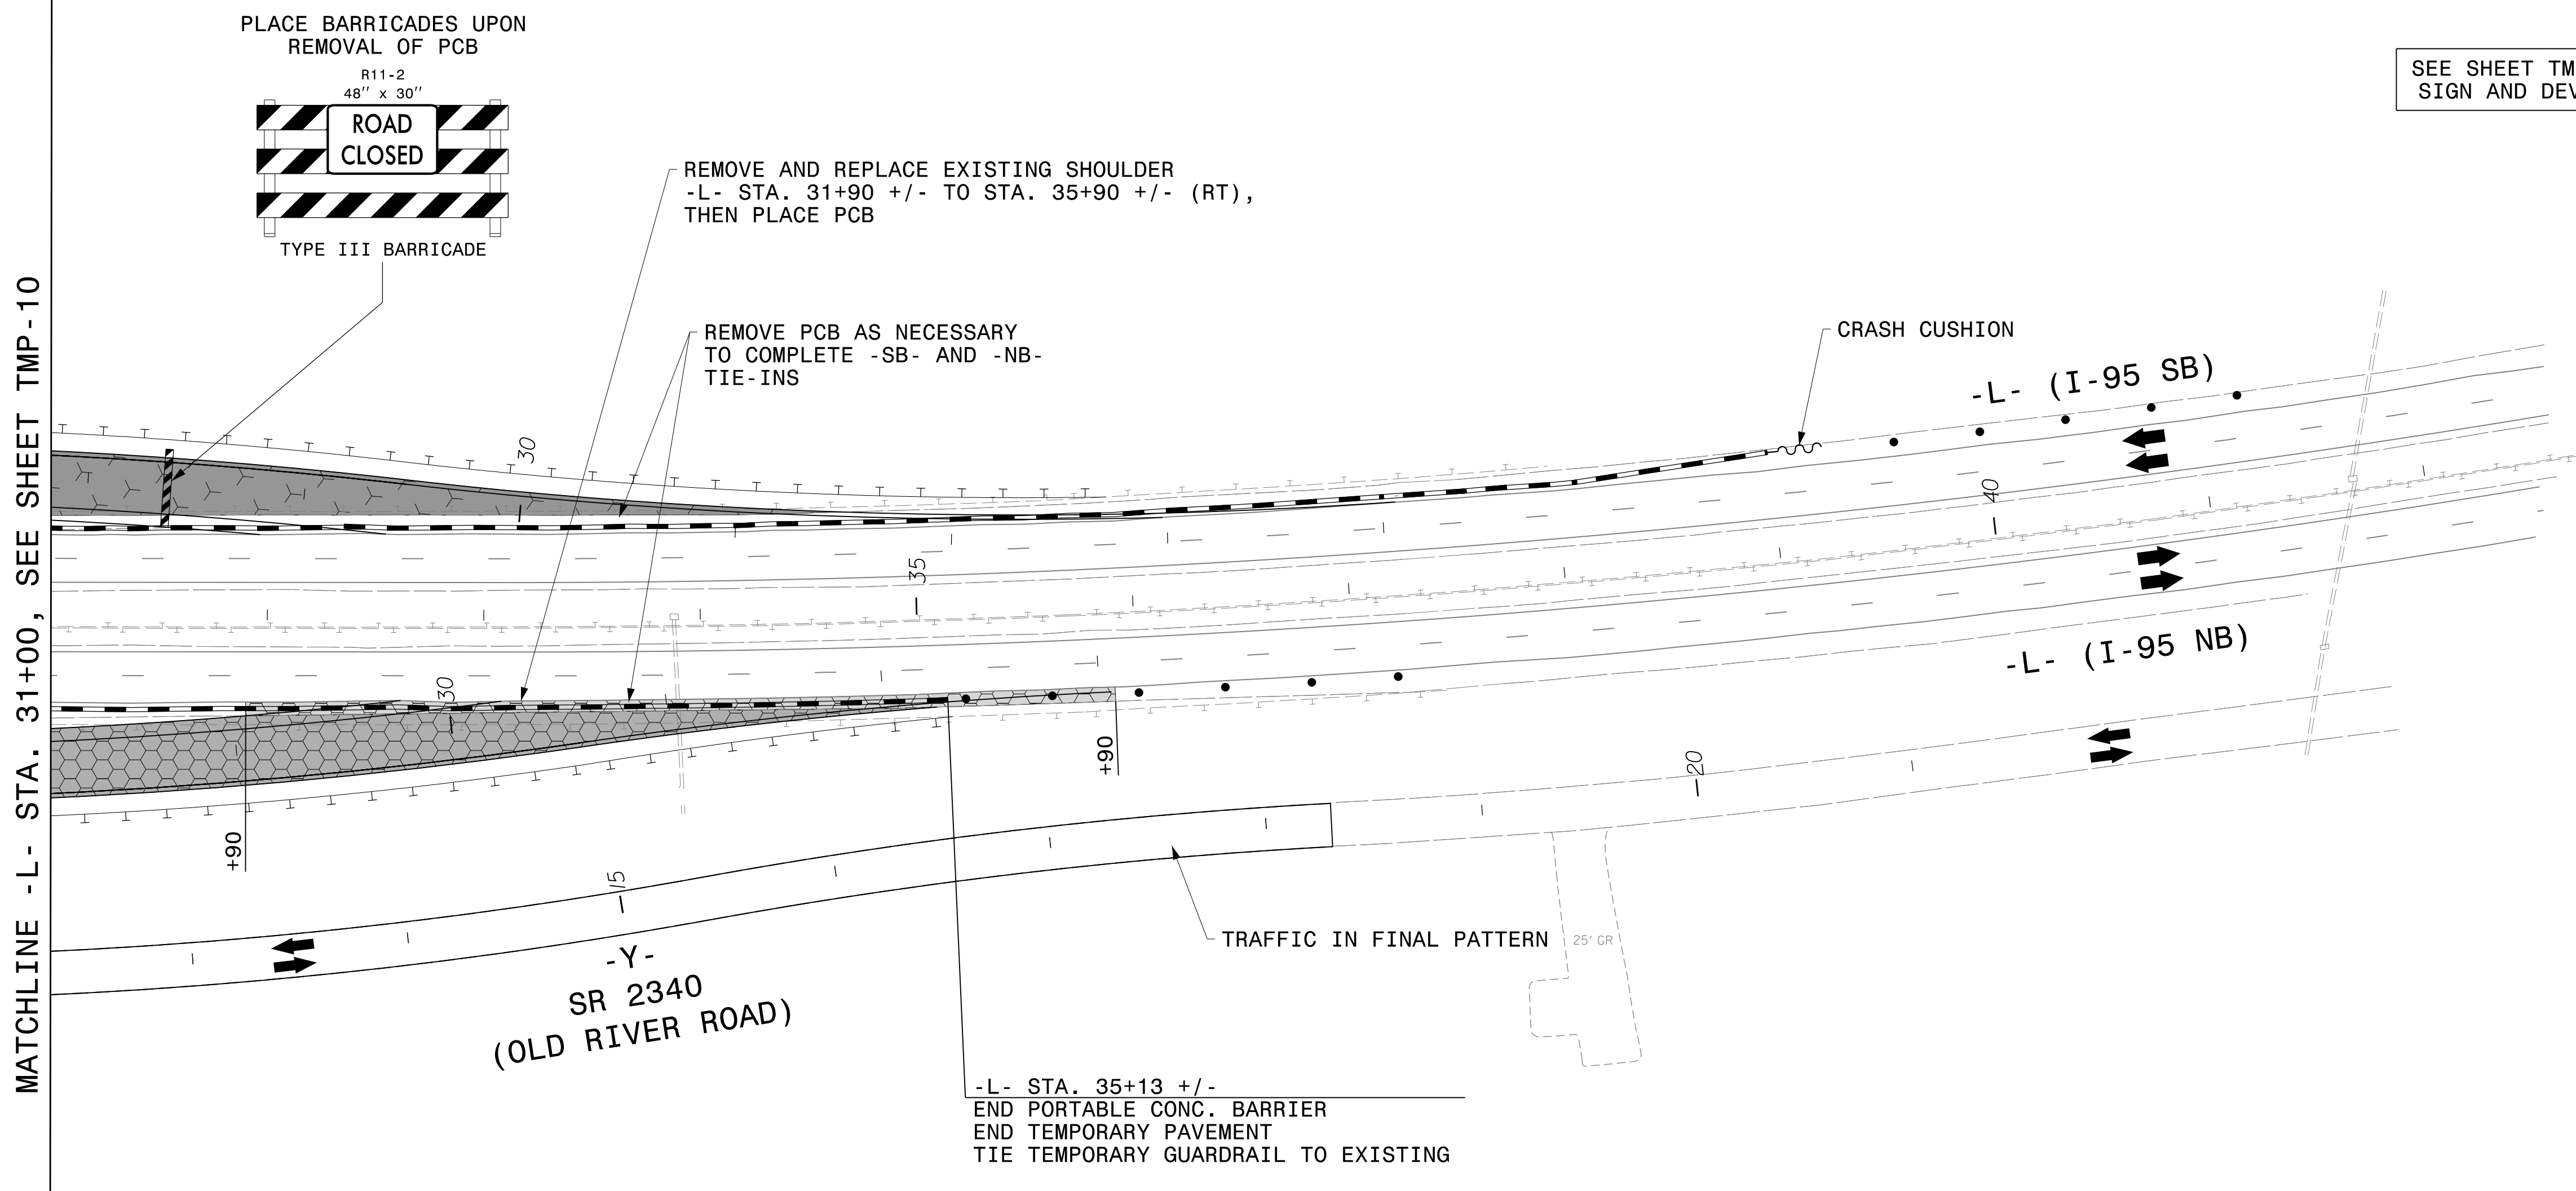 PLACE BARRICADES UPON
REMOVAL OF PCB
R11-2
48" x 30"
ROAD
CLOSED
TYPE III BARRICADE
SEE SHEET TM
SIGN AND DEV
REMOVE AND REPLACE EXISTING SHOULDER
-L- STA. 31+90 +/- TO STA. 35+90 +/- (RT),
THEN PLACE PCB
REMOVE PCB AS NECESSARY
TO COMPLETE -SB- AND -NB-
TIE-INS
CRASH CUSHION
-L- (I-95 SB)
MATCHLINE -L- STA. 31+00, SEE SHEET TMP-10
30
40
35
30
-L- (I-95 NB)
+90
+90
20
15
-Y-
SR 2340
(OLD RIVER ROAD)
TRAFFIC IN FINAL PATTERN
25' GR
-L- STA. 35+13 +/-
END PORTABLE CONC. BARRIER
END TEMPORARY PAVEMENT
TIE TEMPORARY GUARDRAIL TO EXISTING